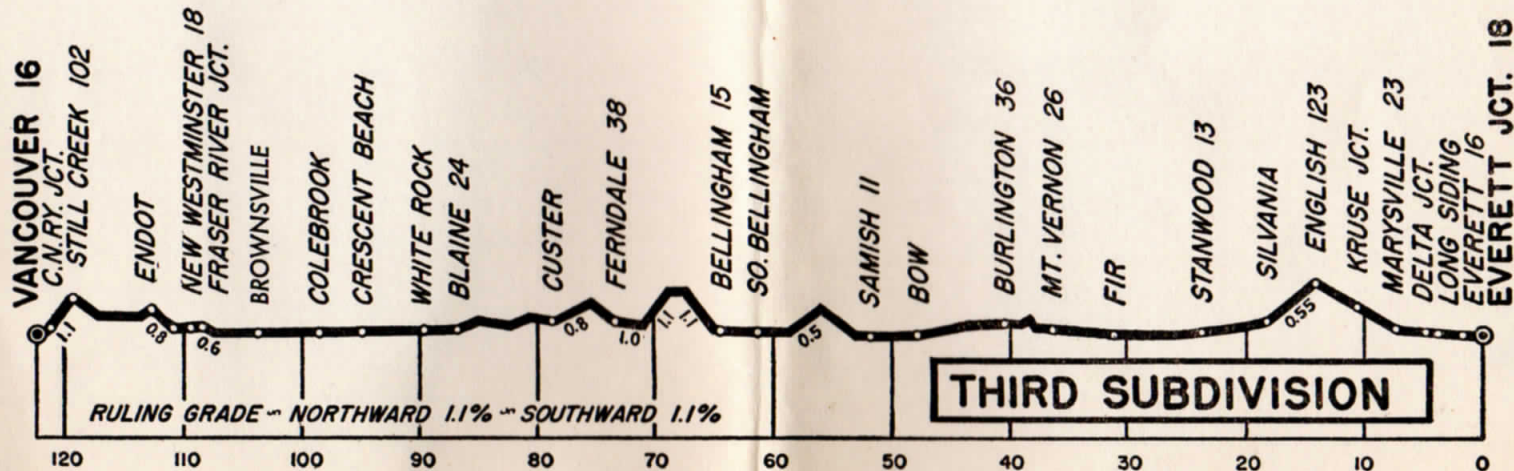 VANCOUVER 16
C.N.RY. JCT.
STILL CREEK 102
ENDOT
NEW WESTMINSTER 18
FRASER RIVER JCT.
BROWNSVILLE
COLEBROOK
CRESCENT BEACH
WHITE ROCK
BLAINE 24
CUSTER
FERNDALE 38
BELLINGHAM 15
SO. BELLINGHAM
SAMISH 11
BOW
BURLINGTON 36
MT. VERNON 26
FIR
STANWOOD 13
SILVANIA
ENGLISH 123
KRUSE JCT.
MARYSVILLE 23
DELTA JCT.
LONG SIDING
EVERETT 16
EVERETT JCT. 18
1.1
0.8
0.6
0.8
1.0
1.1
1.1
0.5
0.55
THIRD SUBDIVISION
RULING GRADE ~ NORTHWARD 1.1% ~ SOUTHWARD 1.1%
120 110 100 90 80 70 60 50 40 30 20 10 0